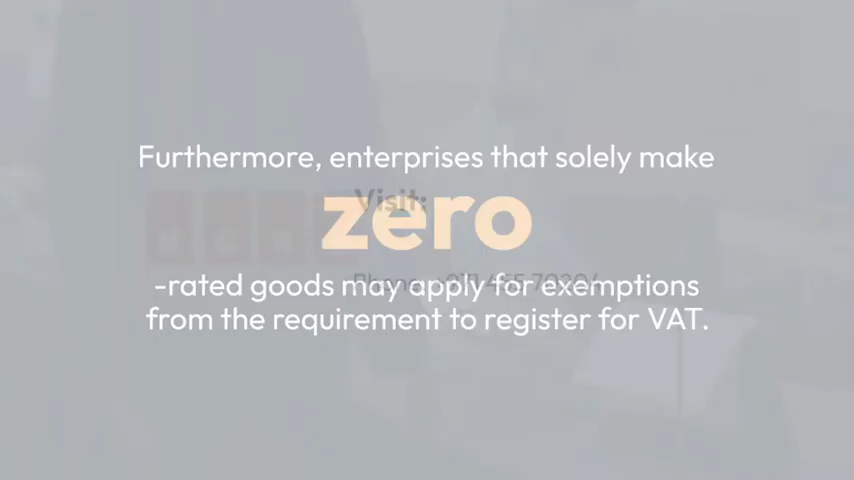 Furthermore, enterprises that solely make
Visit:
zero
-rated goods may apply for exemptions
from the requirement to register for VAT.